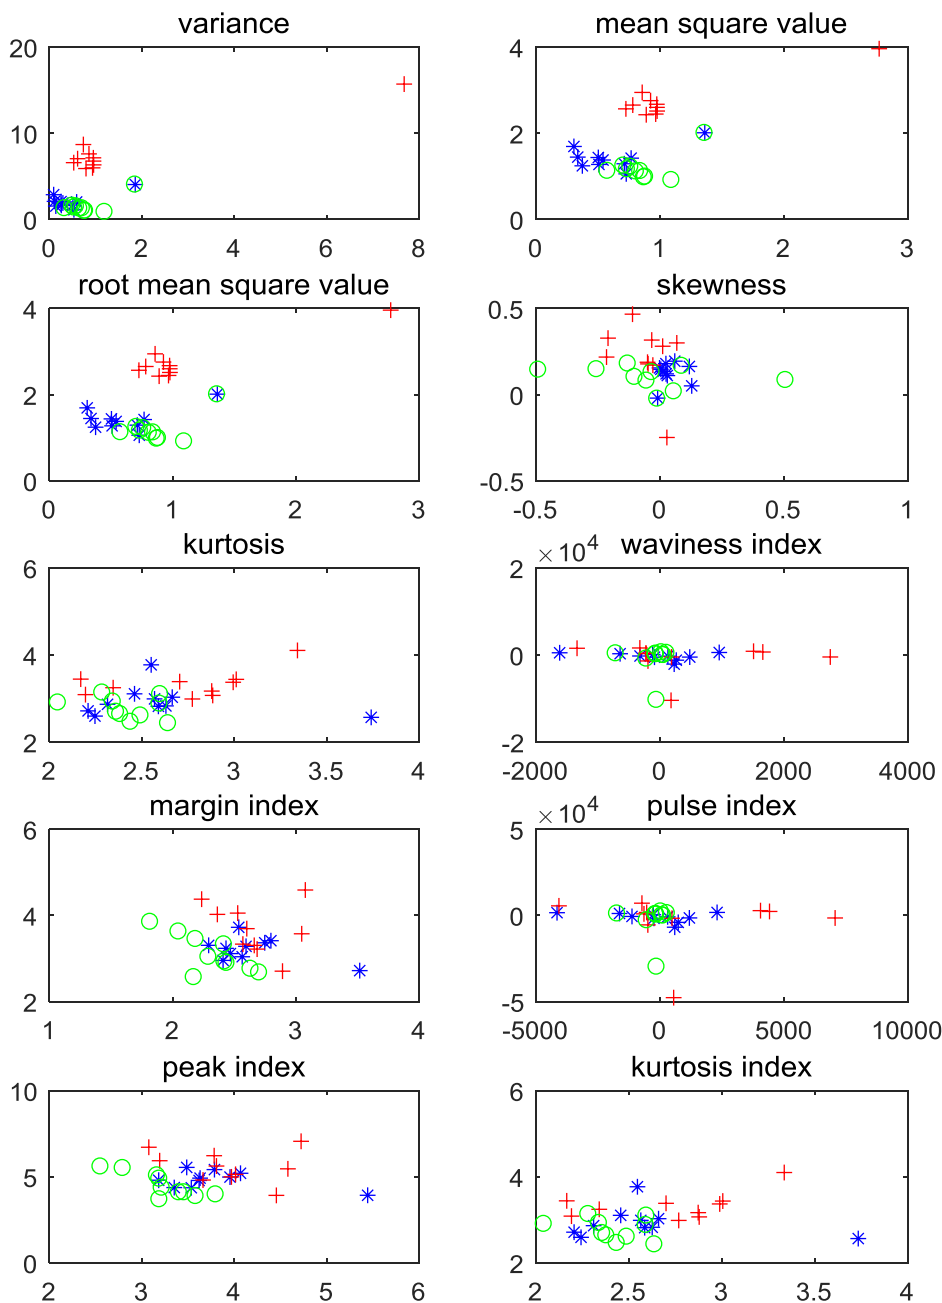 variance
mean square value
20
10
0
0 2 4 6 8
4
2
0
0 1 2 3
root mean square value
skewness
4
2
0
0 1 2 3
0.5
0
-0.5
-0.5 0 0.5 1
kurtosis
×10⁴ waviness index
6
4
2
2 2.5 3 3.5 4
2
0
-2
-2000 0 2000 4000
margin index
×10⁴ pulse index
6
4
2
1 2 3 4
5
0
-5
-5000 0 5000 10000
peak index
kurtosis index
10
5
0
2 3 4 5 6
6
4
2
2 2.5 3 3.5 4